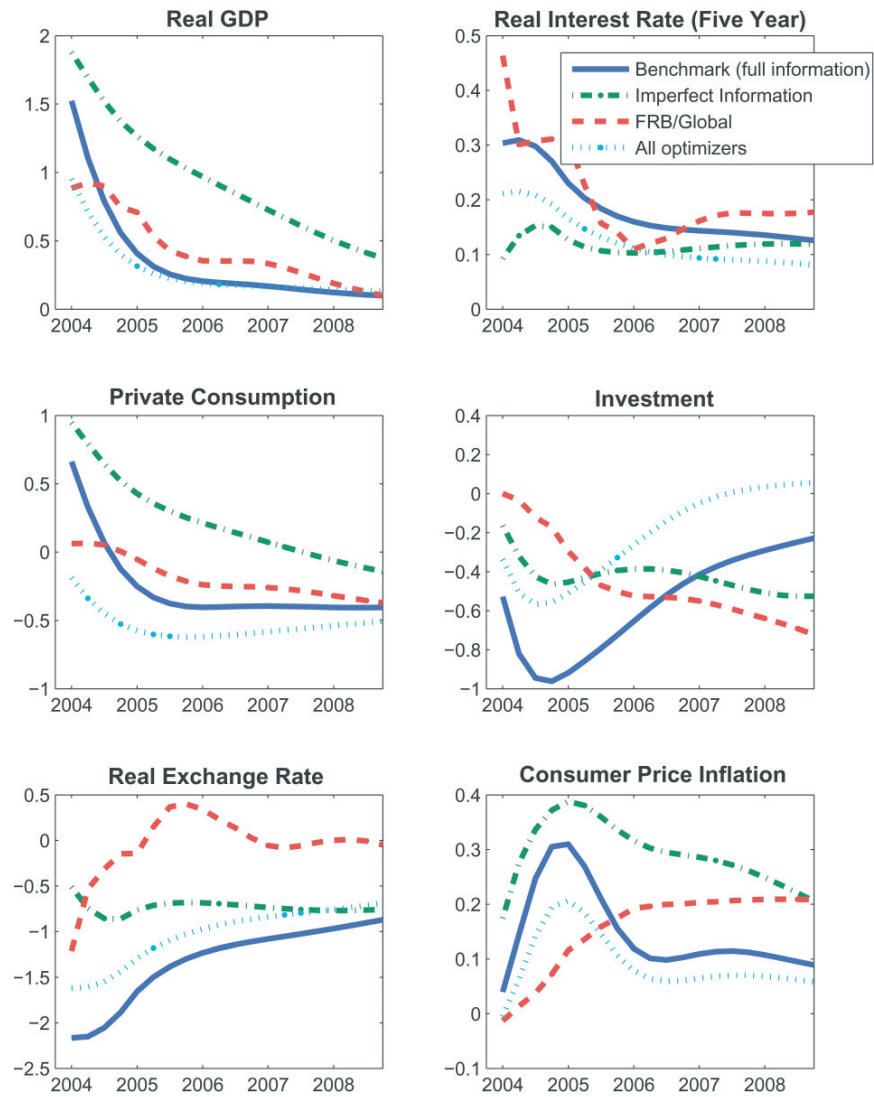 Real GDP
2
1.5
1
0.5
0
2004 2005 2006 2007 2008
Real Interest Rate (Five Year)
0.5
0.4
0.3
0.2
0.1
0
2004 2005 2006 2007 2008
Benchmark (full information)
Imperfect Information
FRB/Global
All optimizers
Private Consumption
1
0.5
0
−0.5
−1
2004 2005 2006 2007 2008
Investment
0.4
0.2
0
−0.2
−0.4
−0.6
−0.8
−1
2004 2005 2006 2007 2008
Real Exchange Rate
0.5
0
−0.5
−1
−1.5
−2
−2.5
2004 2005 2006 2007 2008
Consumer Price Inflation
0.4
0.3
0.2
0.1
0
−0.1
2004 2005 2006 2007 2008